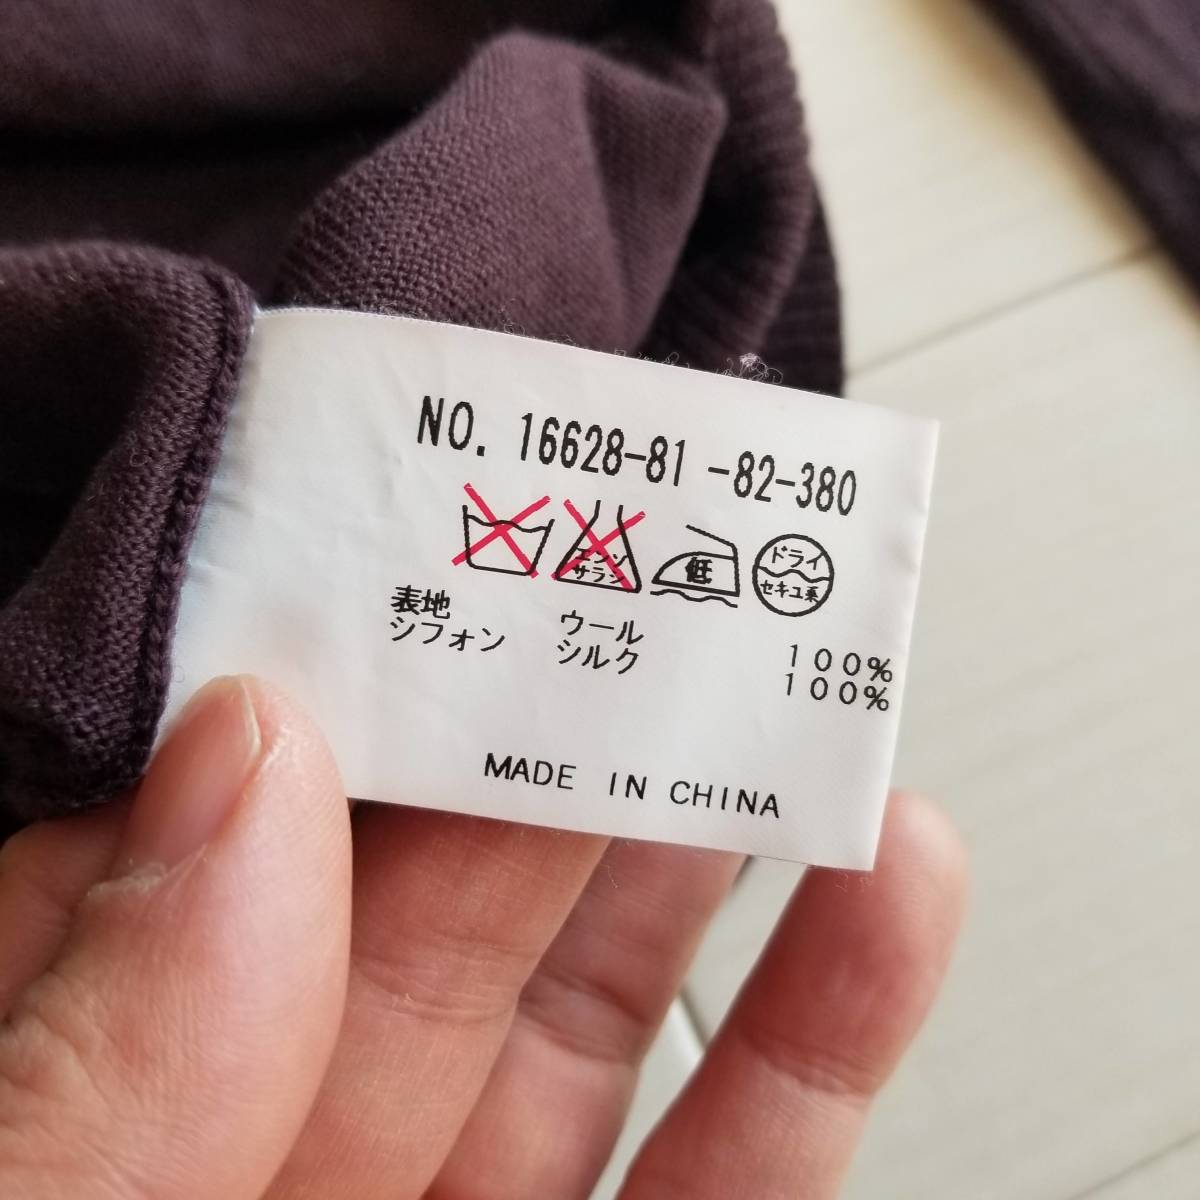 NO. 16628-81 -82-380
エンソ サラシ
低
ドライ
セキユ系
表地 ウール 100%
シフォン シルク 100%
MADE IN CHINA